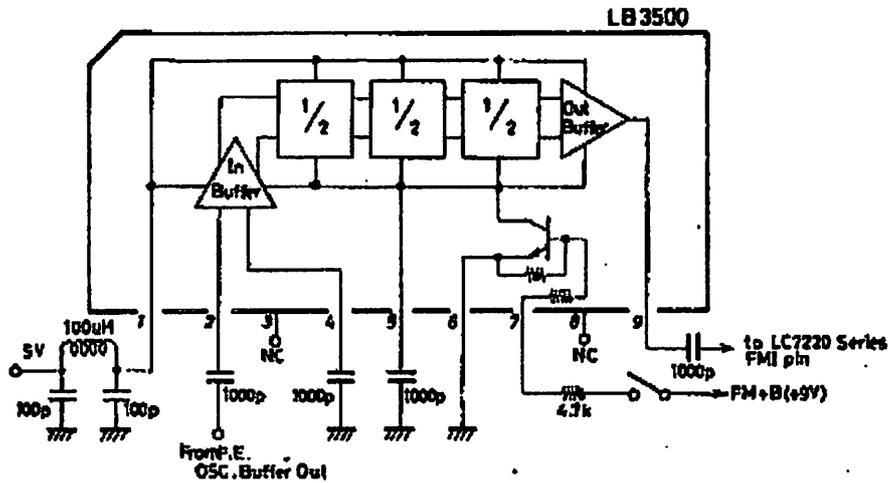 LB3500
1/2
1/2
1/2
Out
Buffer
In
Buffer
1 2 3 4 5 6 7 8 9
100uH
5V
NC
NC
to LC7220 Series
FMI pin
1000p
100p
100p
1000p
1000p
1000p
4.7k
FM+B(+9V)
From F.E.
OSC. Buffer Out